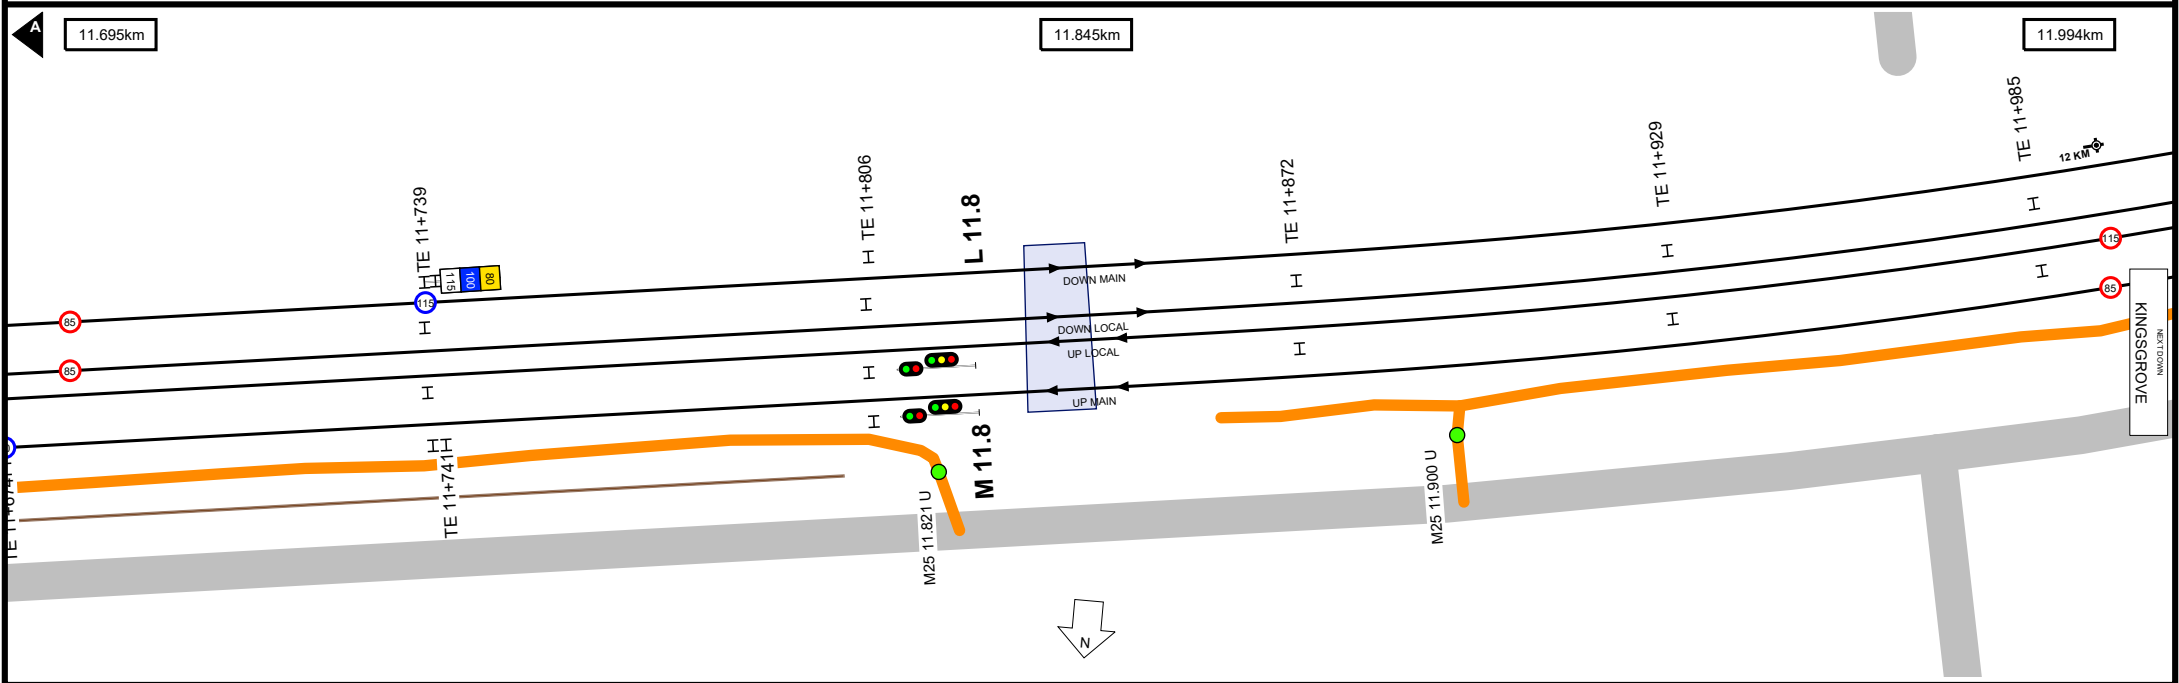 A
11.695km
11.845km
11.994km
TE 11+739
TE 11+806
L 11.8
TE 11+872
TE 11+929
TE 11+985
12 KM
115
100
80
115
85
85
DOWN MAIN
DOWN LOCAL
UP LOCAL
UP MAIN
115
85
KINGSGROVE
NEXT DOWN
TE 11+741
M 11.8
M25 11.821 U
M25 11.900 U
N